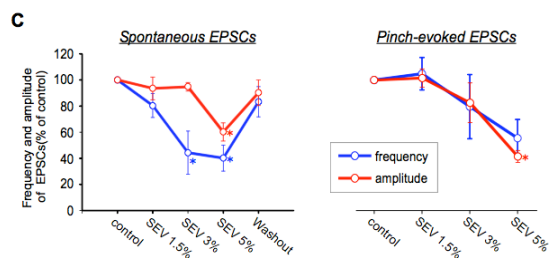 C
Spontaneous EPSCs
Pinch-evoked EPSCs
Frequency and amplitude
of EPSCs(% of control)
120
100
80
60
40
20
0
*
*
*
*
frequency
amplitude
control
SEV 1.5%
SEV 3%
SEV 5%
Washout
control
SEV 1.5%
SEV 3%
SEV 5%